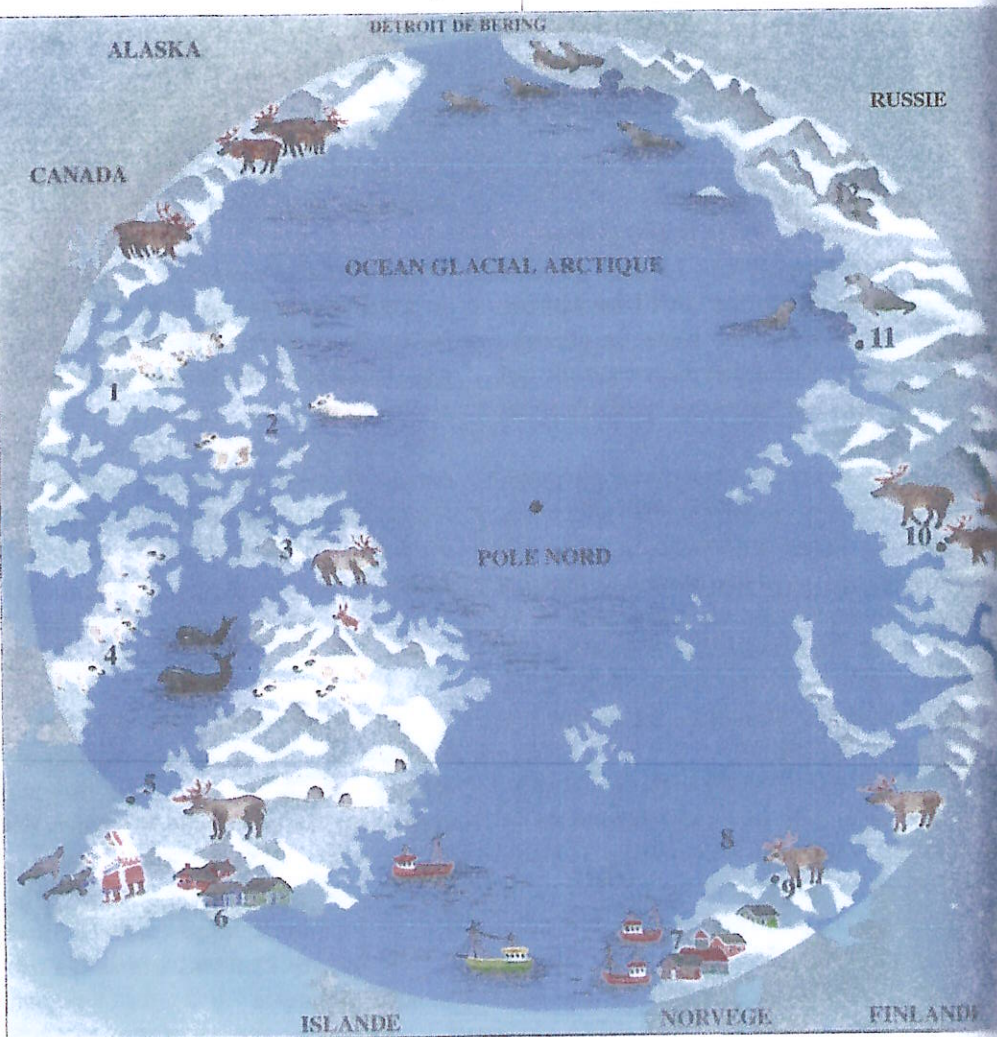 DETROIT DE BERING
ALASKA
RUSSIE
CANADA
OCEAN GLACIAL ARCTIQUE
12
11
1
2
10
3
POLE NORD
4
5
8
9
6
7
ISLANDE
NORVEGE
FINLANDE